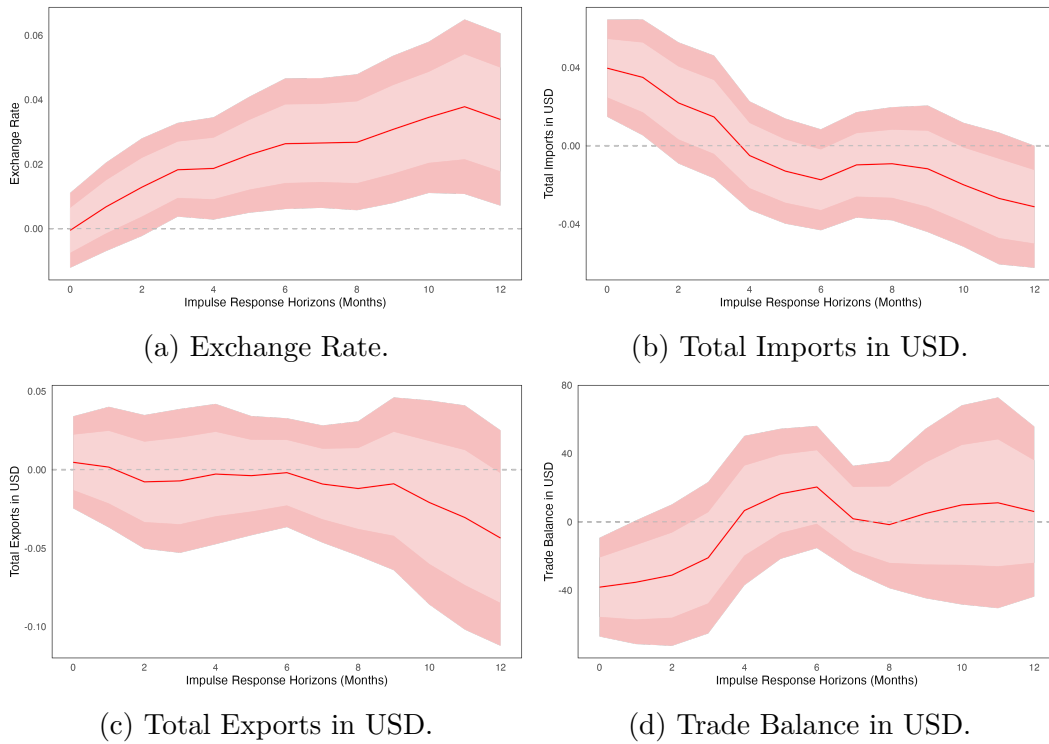 0.06
0.04
0.02
0.00
Exchange Rate
0 2 4 6 8 10 12
Impulse Response Horizons (Months)
(a) Exchange Rate.
0.04
0.00
-0.04
Total Imports in USD
0 2 4 6 8 10 12
Impulse Response Horizons (Months)
(b) Total Imports in USD.
0.05
0.00
-0.05
-0.10
Total Exports in USD
0 2 4 6 8 10 12
Impulse Response Horizons (Months)
(c) Total Exports in USD.
80
40
0
-40
Trade Balance in USD
0 2 4 6 8 10 12
Impulse Response Horizons (Months)
(d) Trade Balance in USD.